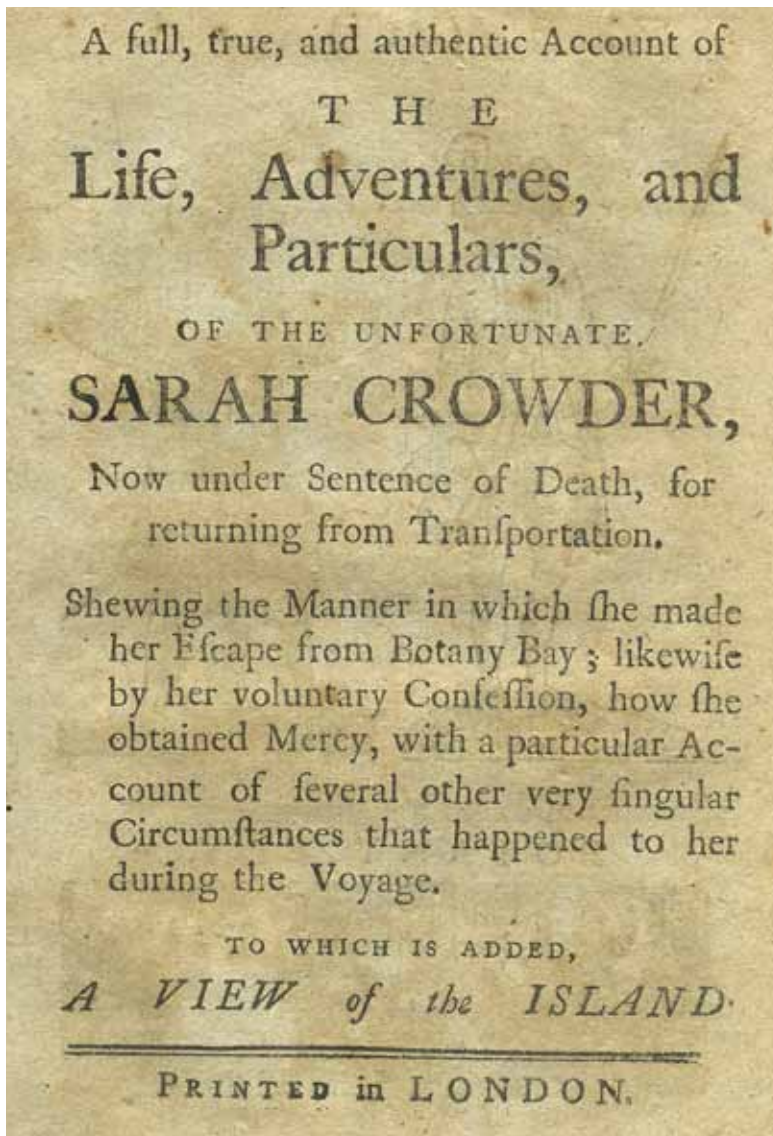 A full, true, and authentic Account of
THE
Life, Adventures, and
Particulars,
OF THE UNFORTUNATE.
SARAH CROWDER,
Now under Sentence of Death, for
returning from Tranſportation.
Shewing the Manner in which ſhe made
her Eſcape from Botany Bay; likewiſe
by her voluntary Confeſſion, how ſhe
obtained Mercy, with a particular Ac-
count of ſeveral other very ſingular
Circumſtances that happened to her
during the Voyage.
TO WHICH IS ADDED,
A VIEW of the ISLAND.
PRINTED in LONDON.